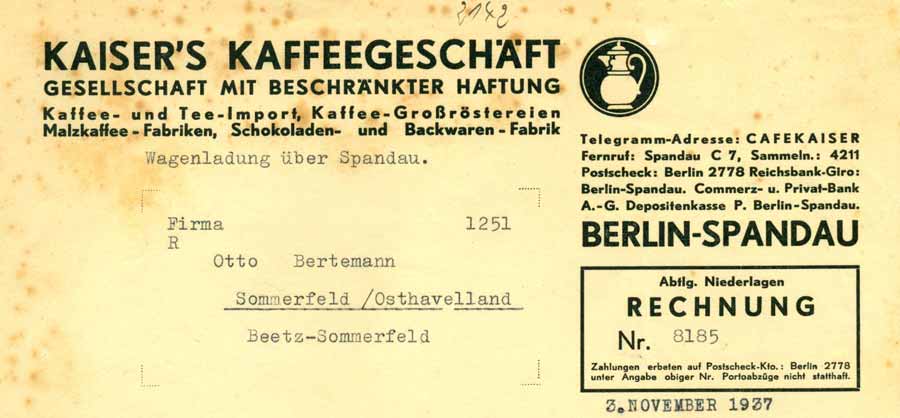 2142
KAISER'S KAFFEEGESCHÄFT
GESELLSCHAFT MIT BESCHRÄNKTER HAFTUNG
Kaffee- und Tee-Import, Kaffee-Großröstereien
Malzkaffee-Fabriken, Schokoladen- und Backwaren-Fabrik
Wagenladung über Spandau.
Firma 1251
R
Otto Bertemann
Sommerfeld /Osthavelland
Beetz-Sommerfeld
Telegramm-Adresse: CAFEKAISER
Fernruf: Spandau C 7, Sammeln.: 4211
Postscheck: Berlin 2778 Reichsbank-Giro:
Berlin-Spandau. Commerz- u. Privat-Bank
A.-G. Depositenkasse P. Berlin-Spandau.
BERLIN-SPANDAU
Abtlg. Niederlagen
RECHNUNG
Nr. 8185
Zahlungen erbeten auf Postscheck-Kto.: Berlin 2778
unter Angabe obiger Nr. Portoabzüge nicht statthaft.
3. NOVEMBER 1937